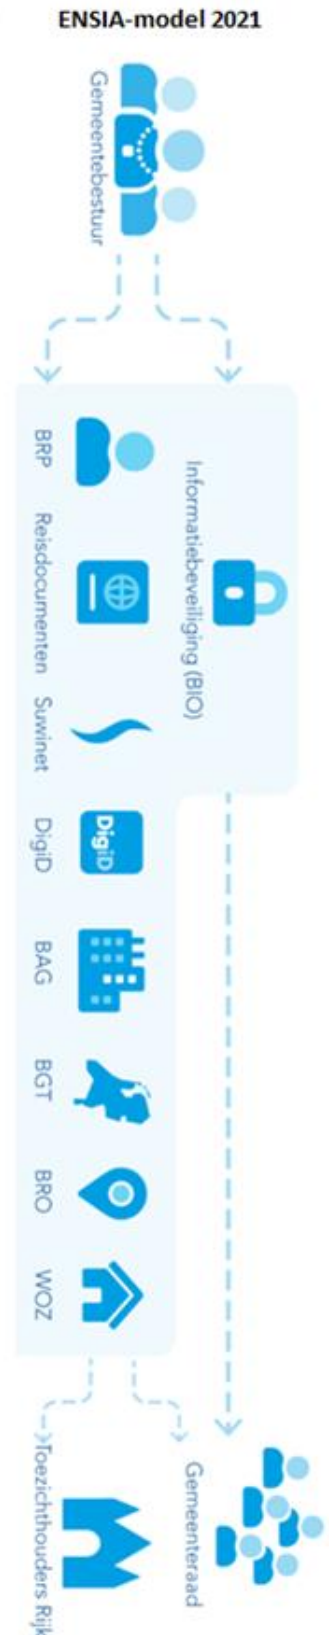 ENSIA-model 2021
Gemeentebestuur
Informatiebeveiliging (BIO)
BRP
Reisdocumenten
Suwinet
DigiD
DigiD
BAG
BGT
BRO
WOZ
Gemeenteraad
Toezichthouders Rijk